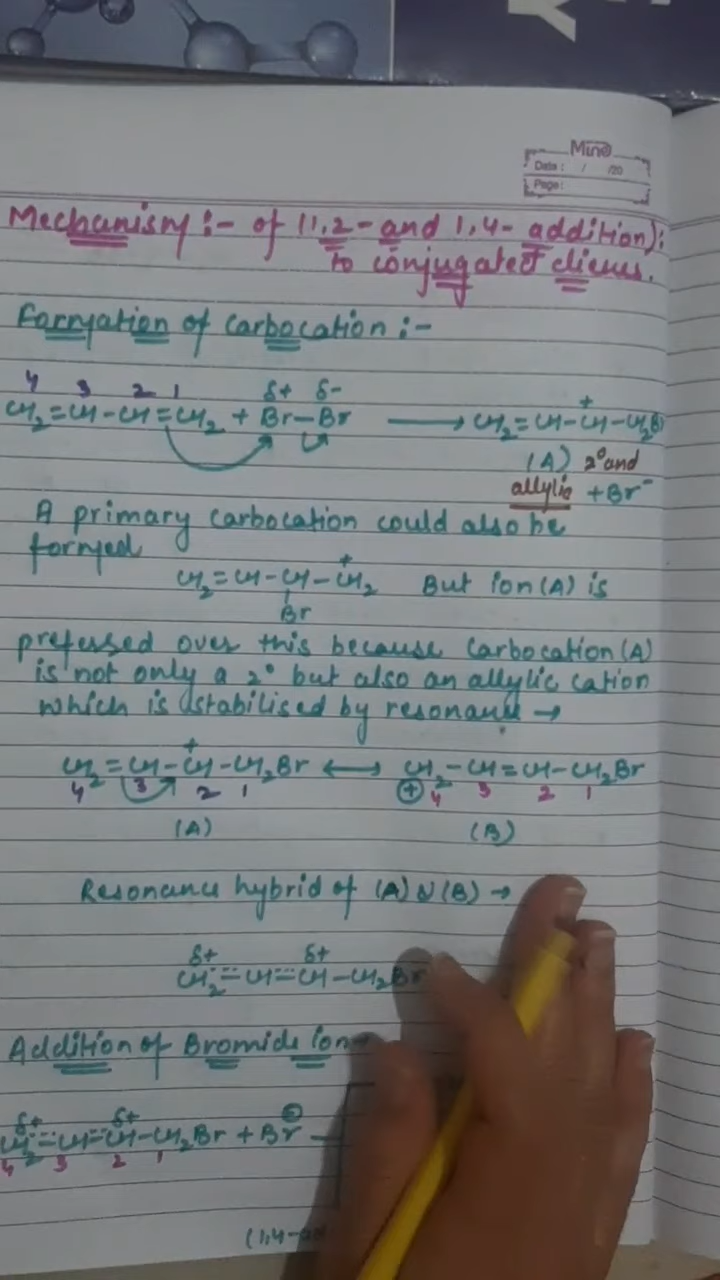 Y
Mine
Date : / /20
Page:
Mechanism :- of (1,2- and 1,4- addition):
to conjugated dienes.
Formation of carbocation :-
4 3 2 1 δ+ δ- +
CH2=CH-CH=CH2 + Br-Br ⟶ CH2=CH-CH-CH2B
(A) 2° and
allylic + Br-
A primary carbocation could also be
formed
+
CH2=CH-CH-CH2 But ion (A) is
Br
preferred over this because carbocation (A)
is not only a 2° but also an allylic cation
which is stabilised by resonance →
+
CH2=CH-CH-CH2Br ⟷ CH2-CH=CH-CH2Br
4 3 2 1 ⊕ 4 3 2 1
(A) (B)
Resonance hybrid of (A) & (B) →
δ+ δ+
CH2=CH=CH-CH2Br
Addition of Bromide ion
δ+ δ+ ⊖
CH2=CH=CH-CH2Br + Br
4 3 2 1
(1,4-